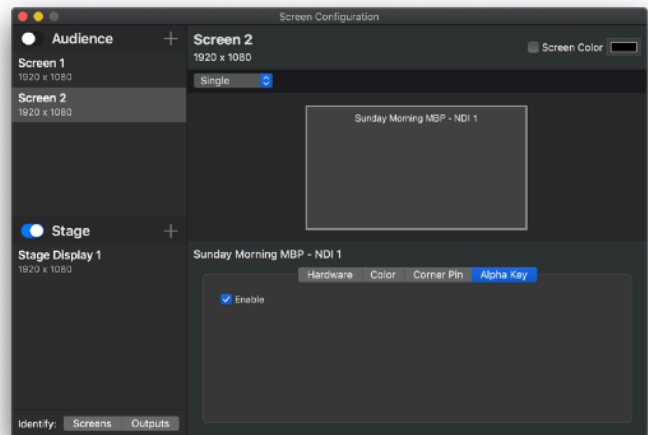 Screen Configuration
Audience
Screen 1
1920 x 1080
Screen 2
1920 x 1080
Stage
Stage Display 1
1920 x 1080
Identify: Screens Outputs
Screen 2
1920 x 1080
Screen Color
Single
Sunday Morning MBP - NDI 1
Sunday Morning MBP - NDI 1
Hardware Color Corner Pin Alpha Key
Enable